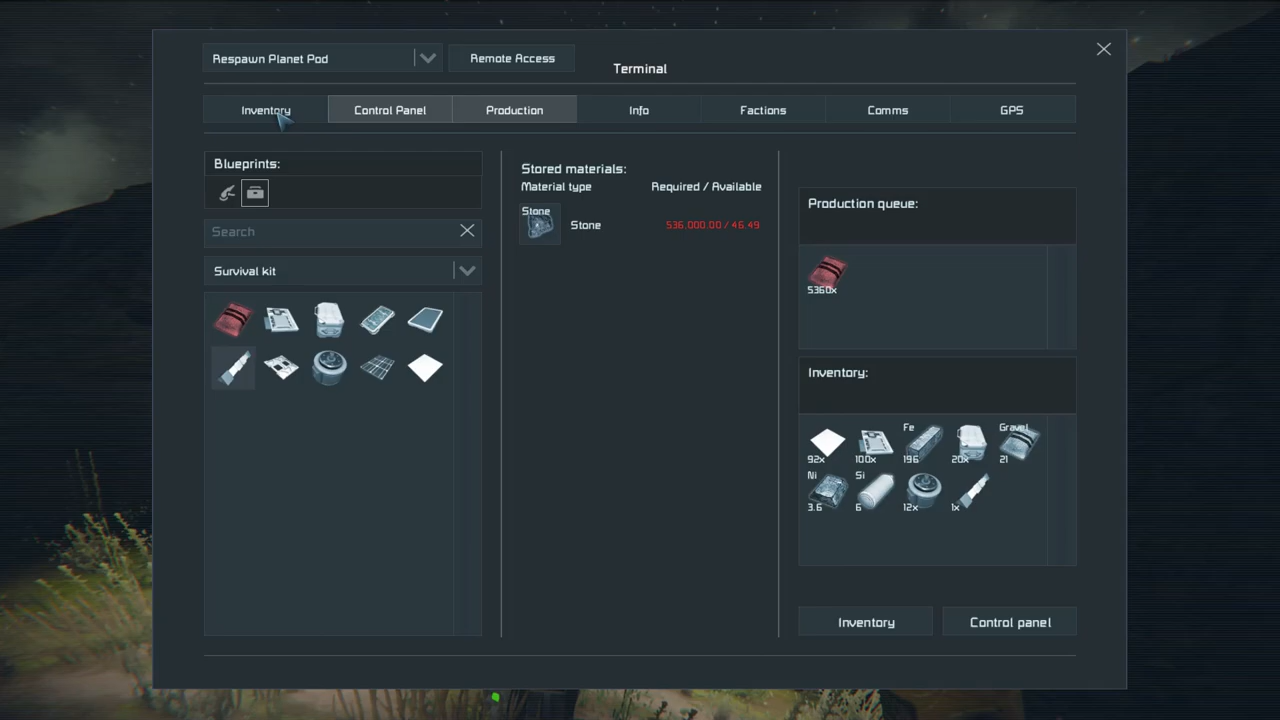 Respawn Planet Pod
Remote Access
Terminal
Inventory
Control Panel
Production
Info
Factions
Comms
GPS
Blueprints:
Search
Survival kit
Stored materials:
Material type
Required / Available
Stone
Stone
536,000.00 / 46.49
Production queue:
5360x
Inventory:
92x
100x
Fe
196
20x
Gravel
21
Ni
3.6
Si
6
12x
1x
Inventory
Control panel